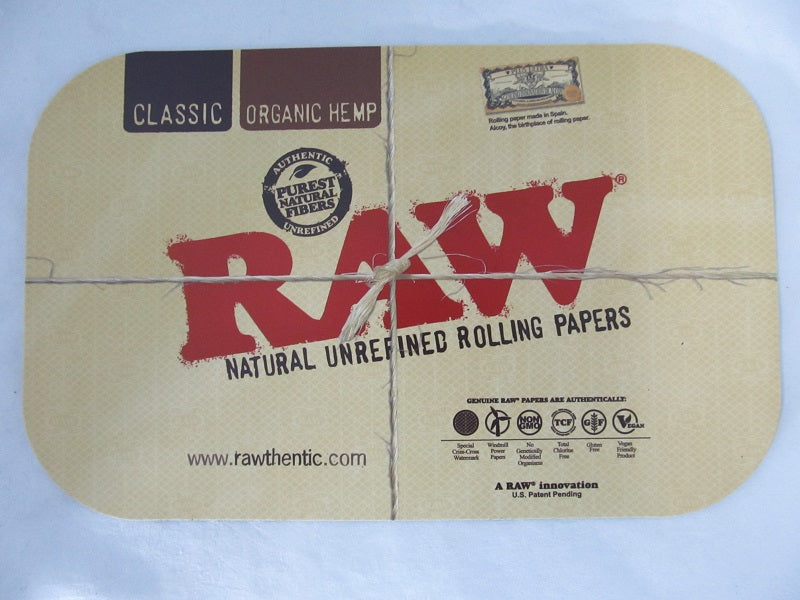 CLASSIC
ORGANIC HEMP
Rolling paper made in Spain.
Alcoy, the birthplace of rolling paper.
AUTHENTIC
PUREST
NATURAL
FIBERS
UNREFINED
RAW®
NATURAL UNREFINED ROLLING PAPERS
GENUINE RAW® PAPERS ARE AUTHENTICALLY:
NON
GMO
TCF
GF
VEGAN
Special
Criss-Cross
Watermark
Windmill
Power
Papers
No
Genetically
Modified
Organisms
Total
Chlorine
Free
Gluten
Free
Vegan
Friendly
Product
www.rawthentic.com
A RAW® innovation
U.S. Patent Pending